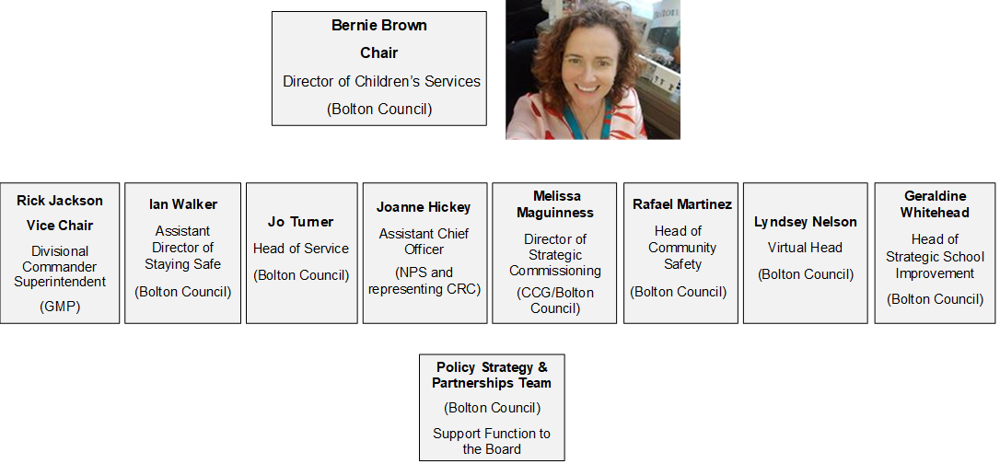 Bernie Brown
Chair
Director of Children’s Services
(Bolton Council)
Rick Jackson
Vice Chair
Divisional
Commander
Superintendent
(GMP)
Ian Walker
Assistant
Director of
Staying Safe
(Bolton Council)
Jo Turner
Head of Service
(Bolton Council)
Joanne Hickey
Assistant Chief
Officer
(NPS and
representing CRC)
Melissa
Maguinness
Director of
Strategic
Commissioning
(CCG/Bolton
Council)
Rafael Martinez
Head of
Community
Safety
(Bolton Council)
Lyndsey Nelson
Virtual Head
(Bolton Council)
Geraldine
Whitehead
Head of
Strategic School
Improvement
(Bolton Council)
Policy Strategy &
Partnerships Team
(Bolton Council)
Support Function to
the Board